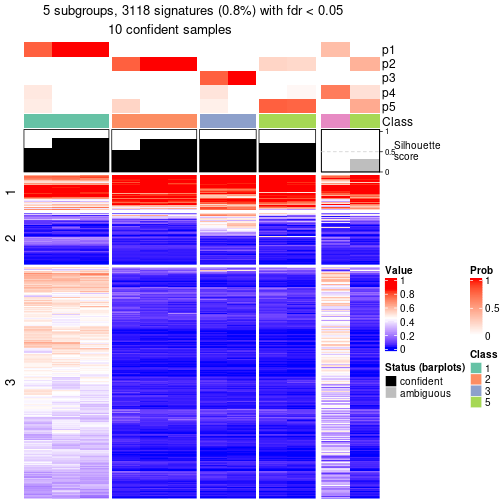 5 subgroups, 3118 signatures (0.8%) with fdr < 0.05
10 confident samples
p1
p2
p3
p4
p5
Class
1
0.5
0
Silhouette
score
1
2
3
Value
1
0.8
0.6
0.4
0.2
0
Prob
1
0.5
0
Status (barplots)
confident
ambiguous
Class
1
2
3
5